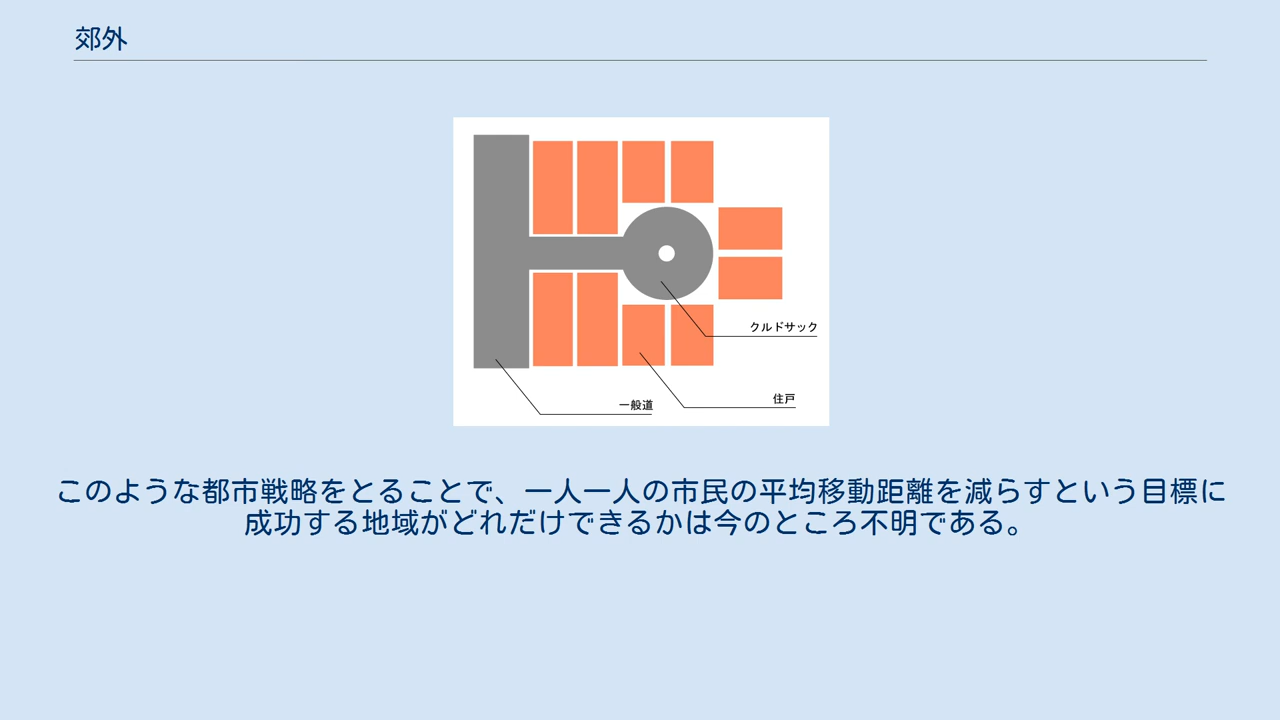 郊外
クルドサック
住戸
一般道
このような都市戦略をとることで、一人一人の市民の平均移動距離を減らすという目標に
成功する地域がどれだけできるかは今のところ不明である。